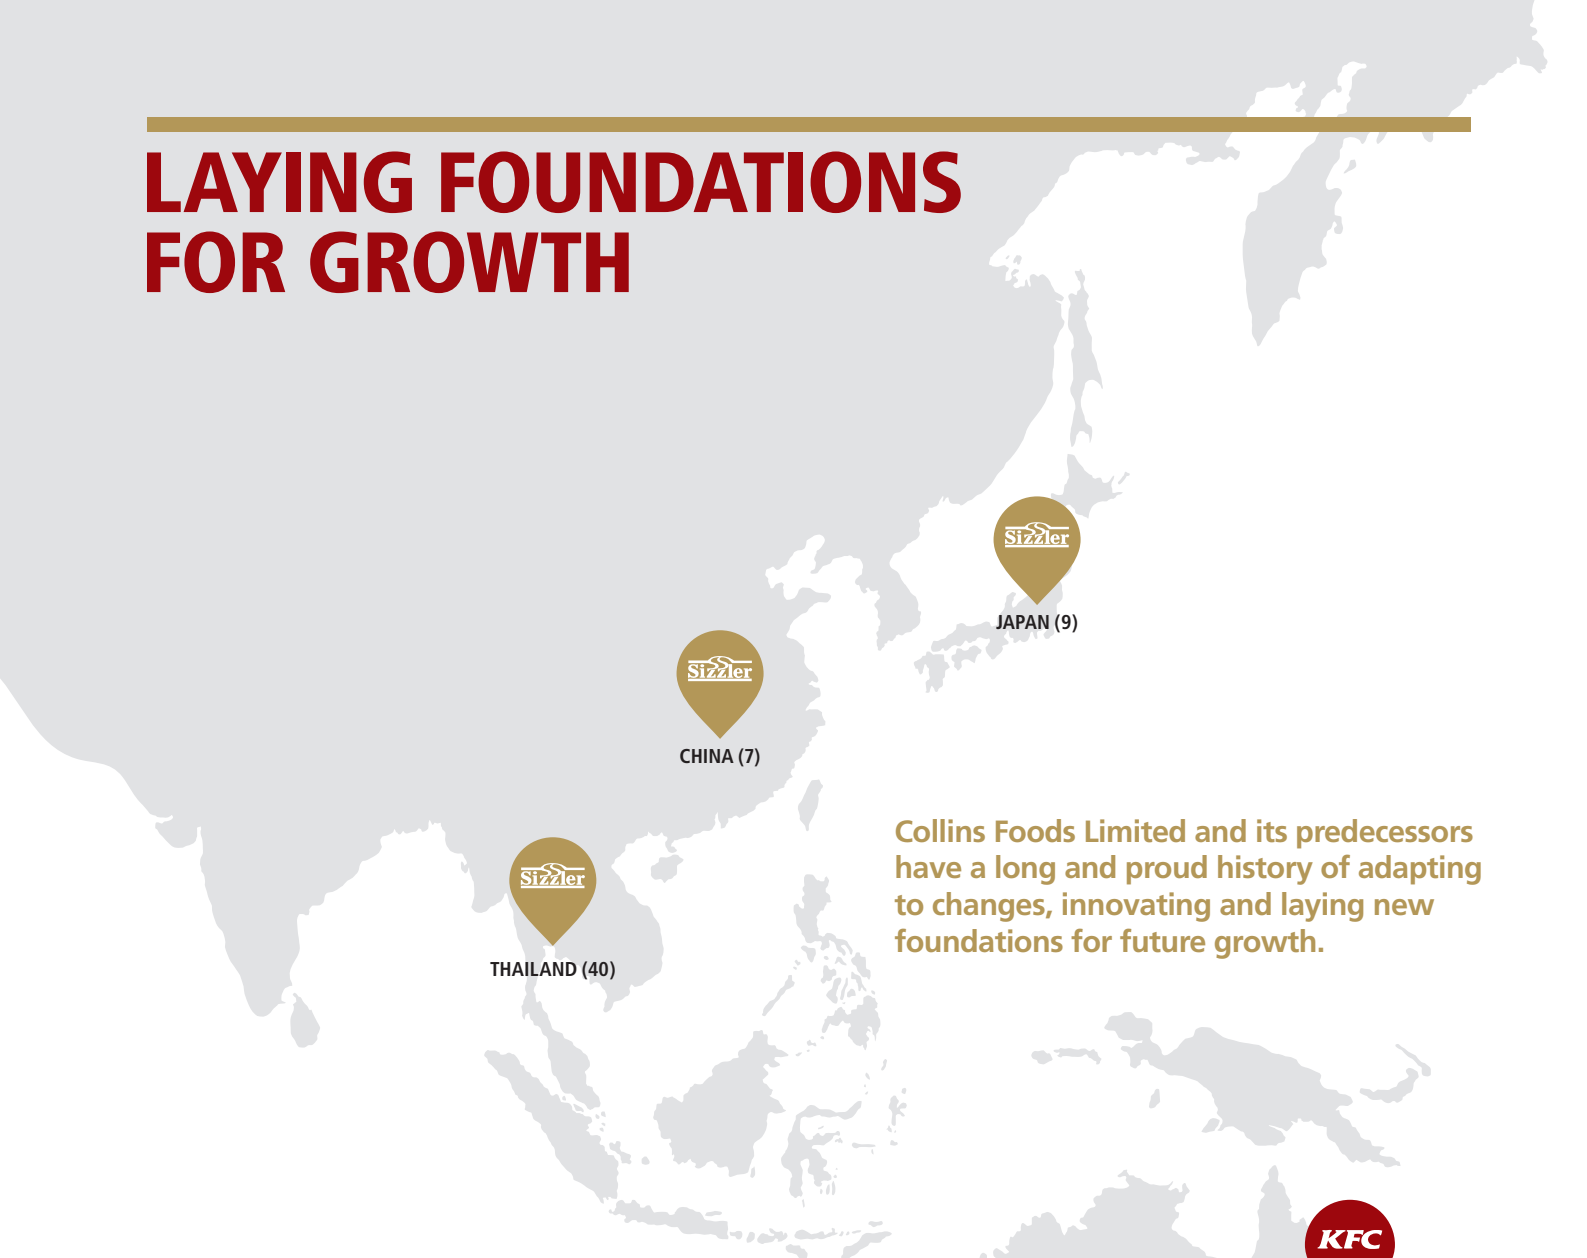 LAYING FOUNDATIONS
FOR GROWTH
Sizzler
JAPAN (9)
Sizzler
CHINA (7)
Collins Foods Limited and its predecessors
have a long and proud history of adapting
to changes, innovating and laying new
foundations for future growth.
Sizzler
THAILAND (40)
KFC